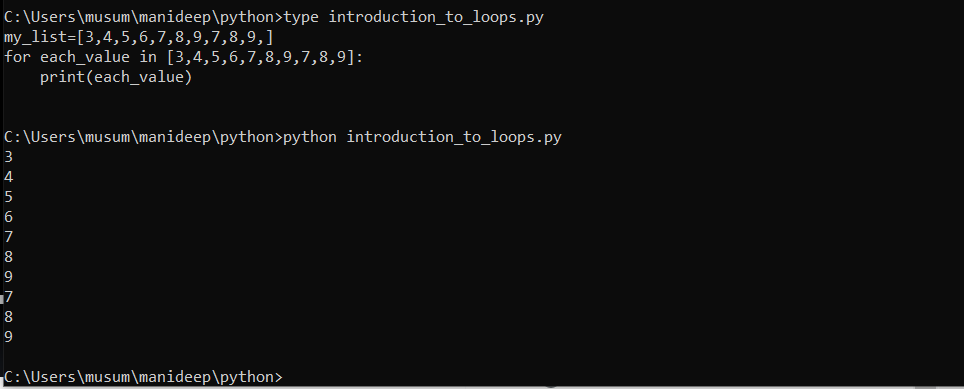 C:\Users\musum\manideep\python>type introduction_to_loops.py
my_list=[3,4,5,6,7,8,9,7,8,9,]
for each_value in [3,4,5,6,7,8,9,7,8,9]:
    print(each_value)
C:\Users\musum\manideep\python>python introduction_to_loops.py
3
4
5
6
7
8
9
7
8
9
C:\Users\musum\manideep\python>